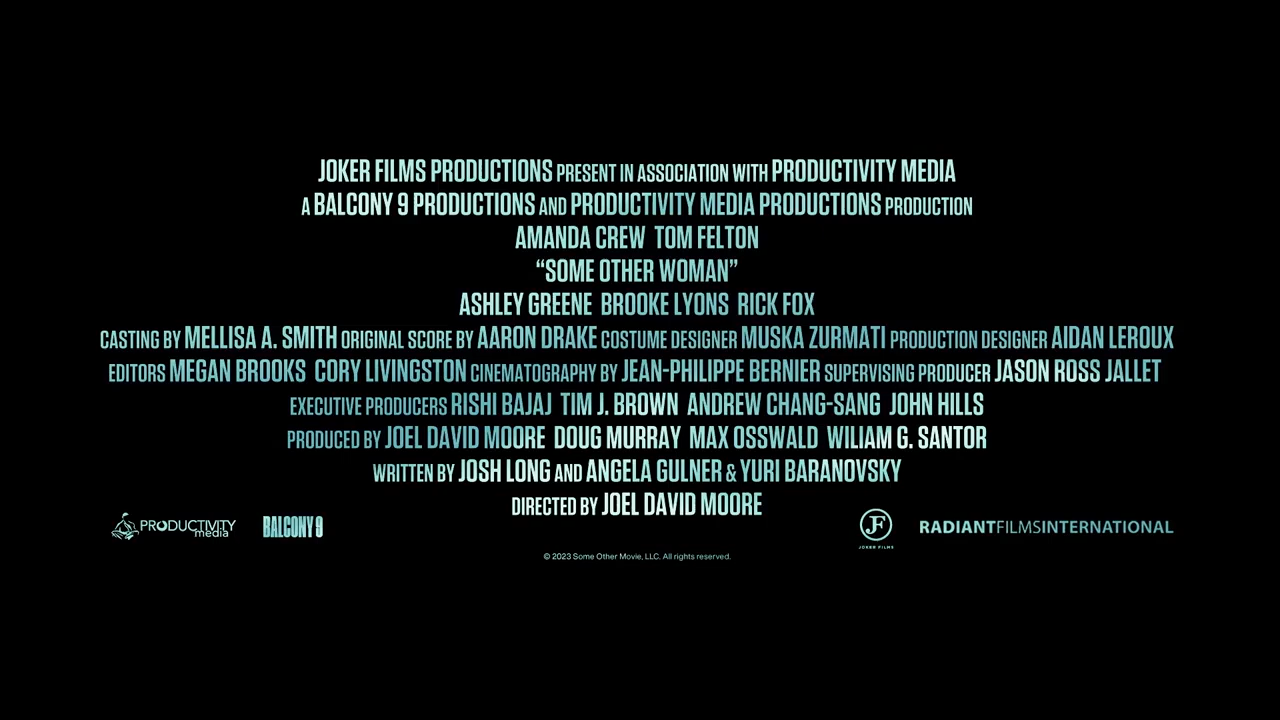 JOKER FILMS PRODUCTIONS PRESENT IN ASSOCIATION WITH PRODUCTIVITY MEDIA
A BALCONY 9 PRODUCTIONS AND PRODUCTIVITY MEDIA PRODUCTIONS PRODUCTION
AMANDA CREW TOM FELTON
“SOME OTHER WOMAN”
ASHLEY GREENE BROOKE LYONS RICK FOX
CASTING BY MELLISA A. SMITH ORIGINAL SCORE BY AARON DRAKE COSTUME DESIGNER MUSKA ZURMATI PRODUCTION DESIGNER AIDAN LEROUX
EDITORS MEGAN BROOKS CORY LIVINGSTON CINEMATOGRAPHY BY JEAN-PHILIPPE BERNIER SUPERVISING PRODUCER JASON ROSS JALLET
EXECUTIVE PRODUCERS RISHI BAJAJ TIM J. BROWN ANDREW CHANG-SANG JOHN HILLS
PRODUCED BY JOEL DAVID MOORE DOUG MURRAY MAX OSSWALD WILIAM G. SANTOR
WRITTEN BY JOSH LONG AND ANGELA GULNER & YURI BARANOVSKY
DIRECTED BY JOEL DAVID MOORE
PRODUCTIVITY
media
BALCONY 9
JF
JOKER FILMS
RADIANTFILMSINTERNATIONAL
© 2023 Some Other Movie, LLC. All rights reserved.